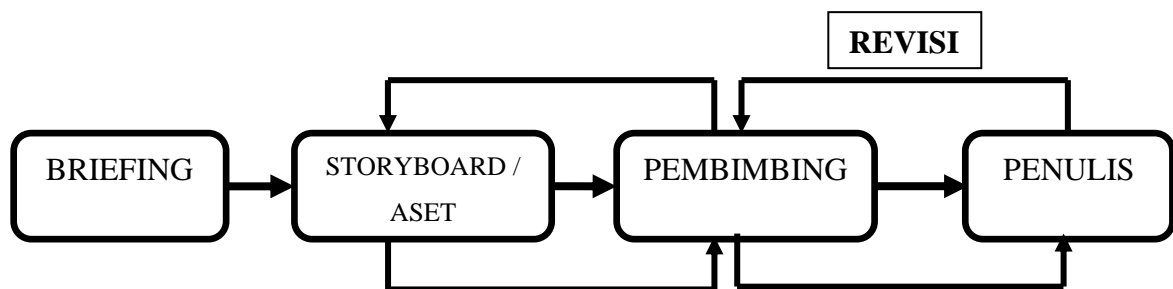 REVISI
BRIEFING
STORYBOARD /
ASET
PEMBIMBING
PENULIS